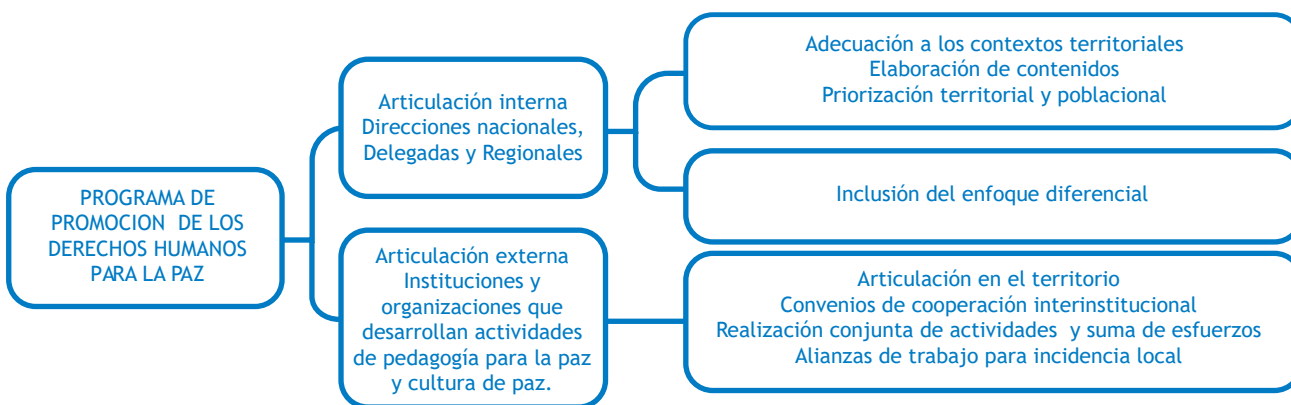 PROGRAMA DE
PROMOCION DE LOS
DERECHOS HUMANOS
PARA LA PAZ
Articulación interna
Direcciones nacionales,
Delegadas y Regionales
Adecuación a los contextos territoriales
Elaboración de contenidos
Priorización territorial y poblacional
Inclusión del enfoque diferencial
Articulación externa
Instituciones y
organizaciones que
desarrollan actividades
de pedagogía para la paz
y cultura de paz.
Articulación en el territorio
Convenios de cooperación interinstitucional
Realización conjunta de actividades y suma de esfuerzos
Alianzas de trabajo para incidencia local